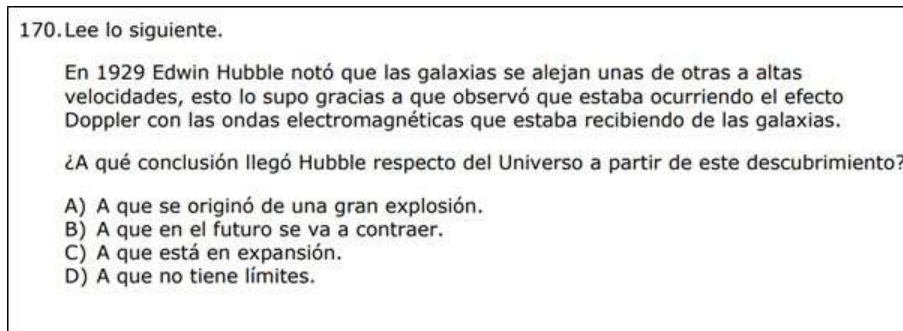 170. Lee lo siguiente.
En 1929 Edwin Hubble notó que las galaxias se alejan unas de otras a altas
velocidades, esto lo supo gracias a que observó que estaba ocurriendo el efecto
Doppler con las ondas electromagnéticas que estaba recibiendo de las galaxias.
¿A qué conclusión llegó Hubble respecto del Universo a partir de este descubrimiento?
A) A que se originó de una gran explosión.
B) A que en el futuro se va a contraer.
C) A que está en expansión.
D) A que no tiene límites.